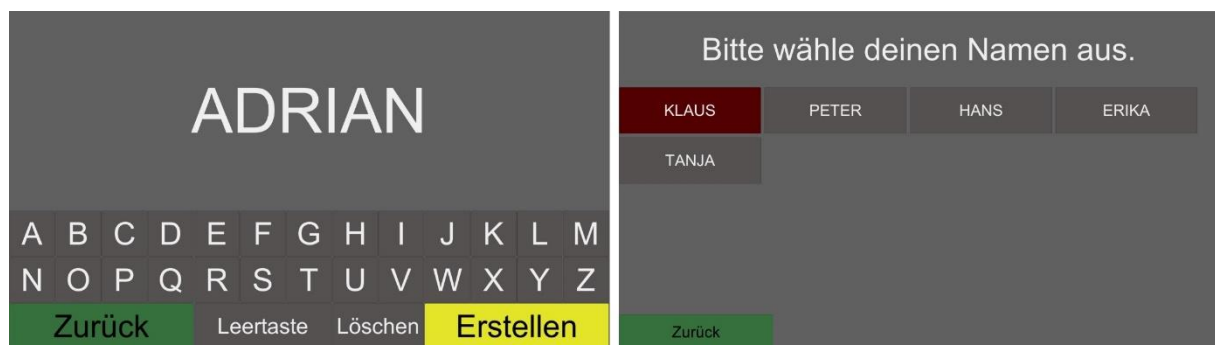 ADRIAN
A B C D E F G H I J K L M
N O P Q R S T U V W X Y Z
Zurück Leertaste Löschen Erstellen
Bitte wähle deinen Namen aus.
KLAUS PETER HANS ERIKA
TANJA
Zurück